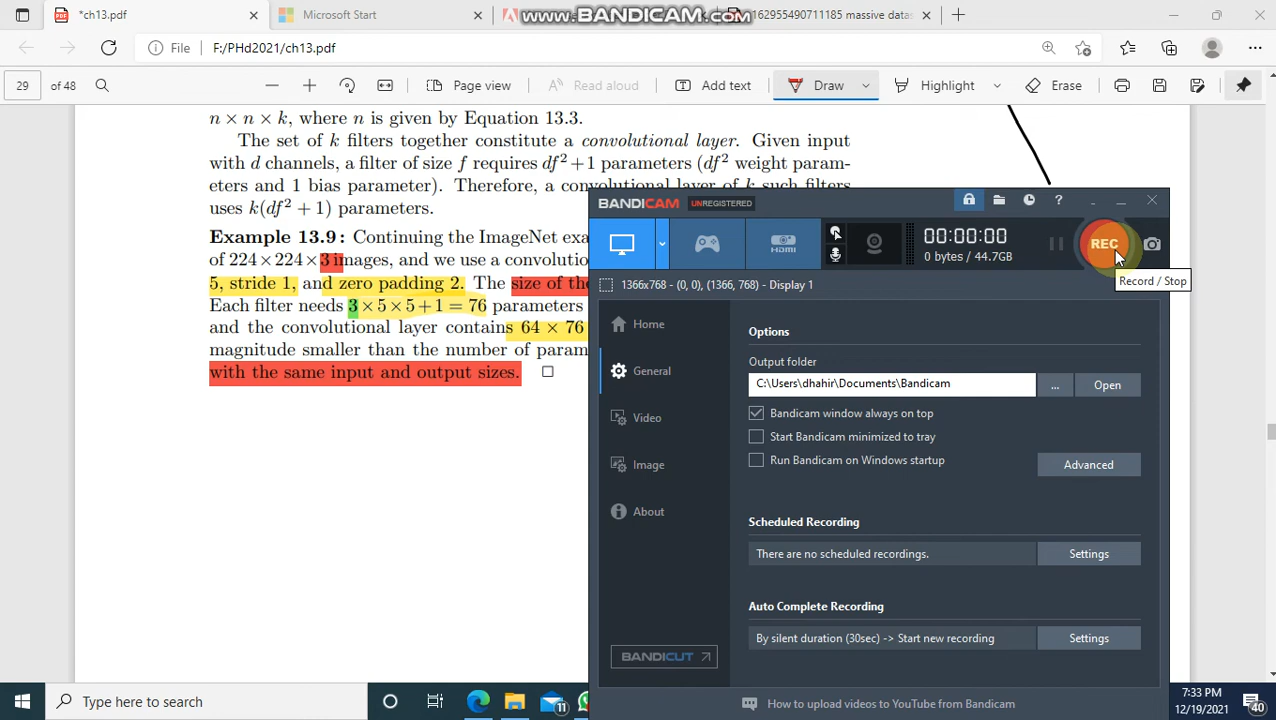 *ch13.pdf
Microsoft Start
www.BANDICAM.com
162955490711185 massive data
File
F:/PHd2021/ch13.pdf
29 of 48
Page view
Read aloud
Add text
Draw
Highlight
Erase
n × n × k, where n is given by Equation 13.3.
The set of k filters together constitute a convolutional layer. Given input
with d channels, a filter of size f requires df²+1 parameters (df² weight param-
eters and 1 bias parameter). Therefore, a convolutional layer of k such filters
uses k(df² + 1) parameters.
Example 13.9: Continuing the ImageNet exa
of 224×224×3 images, and we use a convolutio
5, stride 1, and zero padding 2. The size of the
Each filter needs 3 × 5 × 5 + 1 = 76 parameters
and the convolutional layer contains 64 × 76
magnitude smaller than the number of param
with the same input and output sizes. □
BANDICAM UNREGISTERED
HDMI
00:00:00
0 bytes / 44.7GB
REC
Record / Stop
1366x768 - (0, 0), (1366, 768) - Display 1
Home
General
Video
Image
About
BANDICUT
Options
Output folder
C:\Users\dhahir\Documents\Bandicam
...
Open
Bandicam window always on top
Start Bandicam minimized to tray
Run Bandicam on Windows startup
Advanced
Scheduled Recording
There are no scheduled recordings.
Settings
Auto Complete Recording
By silent duration (30sec) -> Start new recording
Settings
How to upload videos to YouTube from Bandicam
Type here to search
11
7:33 PM
12/19/2021
40